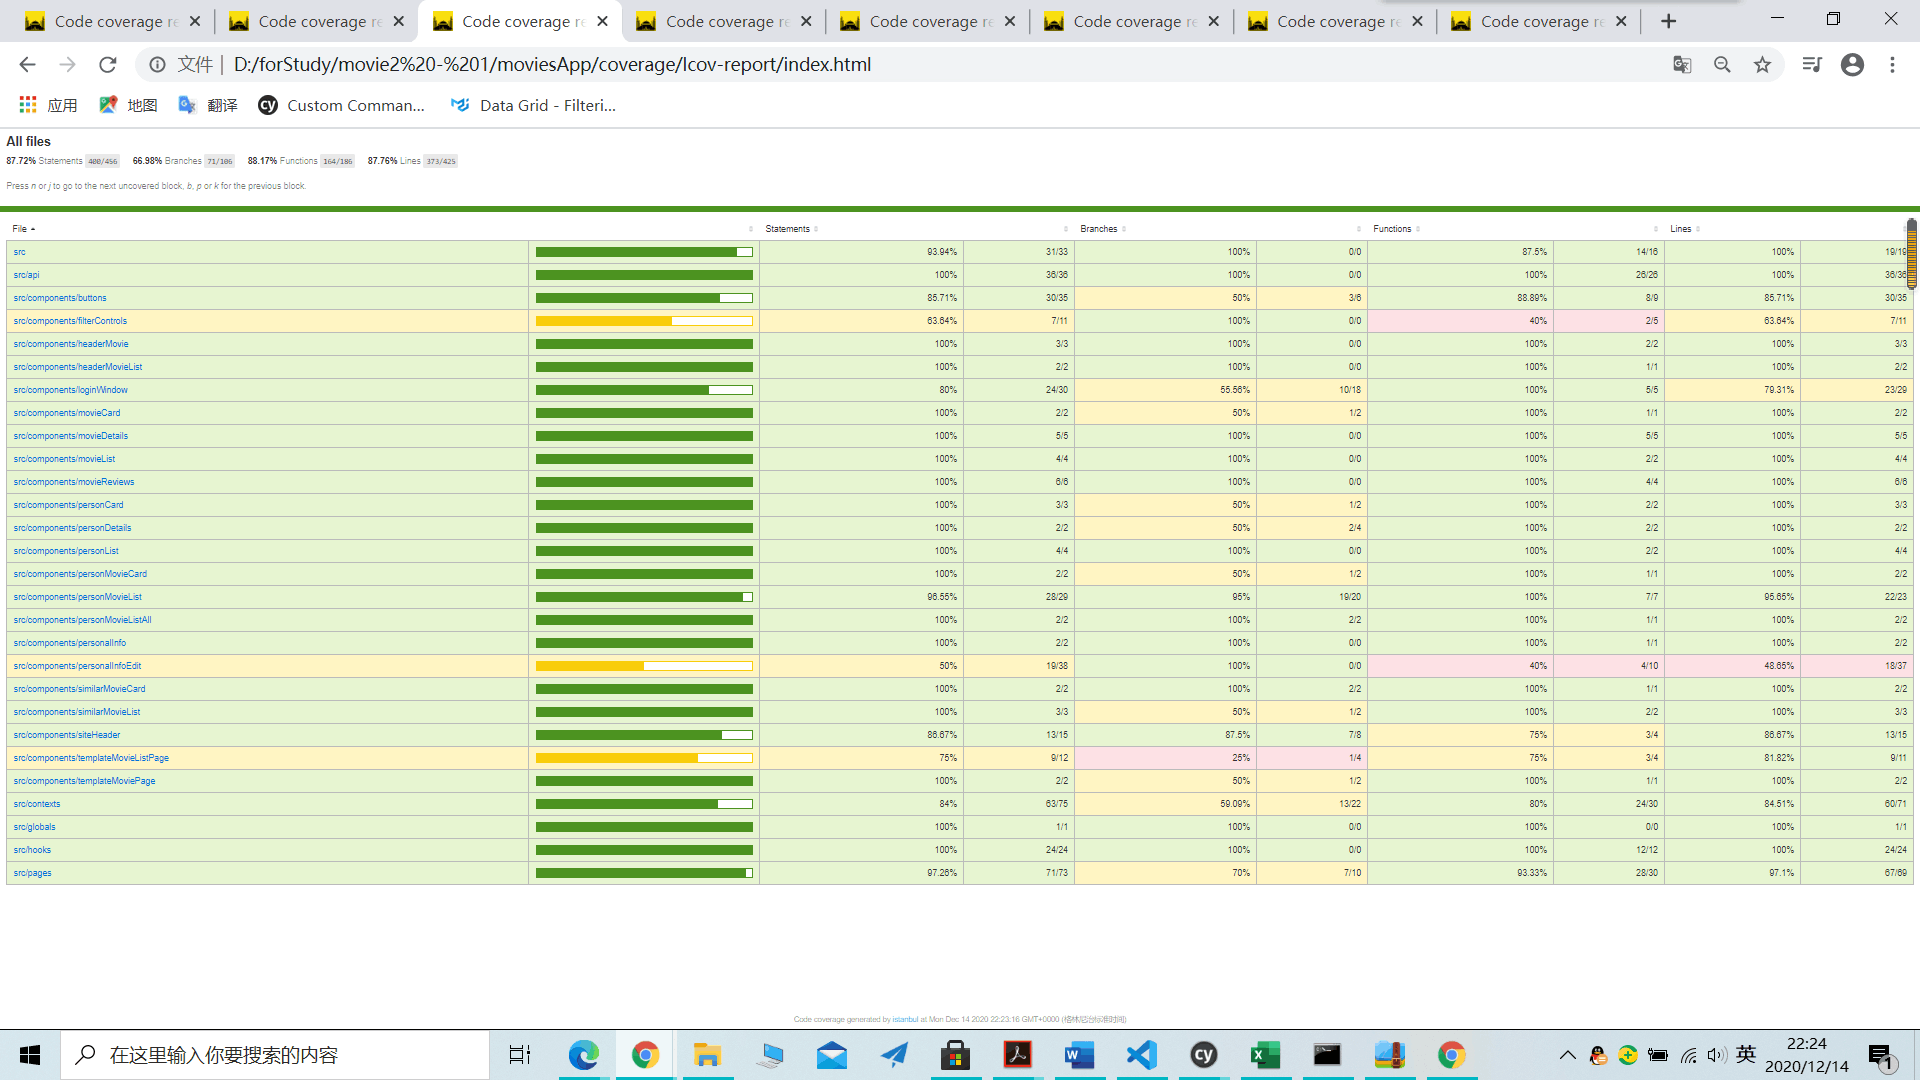 Code coverage re
Code coverage re
Code coverage re
Code coverage re
Code coverage re
Code coverage re
Code coverage re
Code coverage re
文件 | D:/forStudy/movie2%20-%201/moviesApp/coverage/lcov-report/index.html
应用 地图 翻译 Custom Comman... Data Grid - Filteri...
All files
87.72% Statements 400/456 66.98% Branches 71/106 88.17% Functions 164/186 87.76% Lines 373/425
Press n or j to go to the next uncovered block, b, p or k for the previous block.
File Statements Branches Functions Lines
src 93.94% 31/33 100% 0/0 87.5% 14/16 100% 19/19
src/api 100% 36/36 100% 0/0 100% 26/26 100% 36/36
src/components/buttons 85.71% 30/35 50% 3/6 88.89% 8/9 85.71% 30/35
src/components/filterControls 63.64% 7/11 100% 0/0 40% 2/5 63.64% 7/11
src/components/headerMovie 100% 3/3 100% 0/0 100% 2/2 100% 3/3
src/components/headerMovieList 100% 2/2 100% 0/0 100% 1/1 100% 2/2
src/components/loginWindow 80% 24/30 55.56% 10/18 100% 5/5 79.31% 23/29
src/components/movieCard 100% 2/2 50% 1/2 100% 1/1 100% 2/2
src/components/movieDetails 100% 5/5 100% 0/0 100% 5/5 100% 5/5
src/components/movieList 100% 4/4 100% 0/0 100% 2/2 100% 4/4
src/components/movieReviews 100% 6/6 100% 0/0 100% 4/4 100% 6/6
src/components/personCard 100% 3/3 50% 1/2 100% 2/2 100% 3/3
src/components/personDetails 100% 2/2 50% 2/4 100% 2/2 100% 2/2
src/components/personList 100% 4/4 100% 0/0 100% 2/2 100% 4/4
src/components/personMovieCard 100% 2/2 50% 1/2 100% 1/1 100% 2/2
src/components/personMovieList 96.55% 28/29 95% 19/20 100% 7/7 95.65% 22/23
src/components/personMovieListAll 100% 2/2 100% 2/2 100% 1/1 100% 2/2
src/components/personalInfo 100% 2/2 100% 0/0 100% 1/1 100% 2/2
src/components/personalInfoEdit 50% 19/38 100% 0/0 40% 4/10 48.65% 18/37
src/components/similarMovieCard 100% 2/2 100% 2/2 100% 1/1 100% 2/2
src/components/similarMovieList 100% 3/3 50% 1/2 100% 2/2 100% 3/3
src/components/siteHeader 86.67% 13/15 87.5% 7/8 75% 3/4 86.67% 13/15
src/components/templateMovieListPage 75% 9/12 25% 1/4 75% 3/4 81.82% 9/11
src/components/templateMoviePage 100% 2/2 50% 1/2 100% 1/1 100% 2/2
src/contexts 84% 63/75 59.09% 13/22 80% 24/30 84.51% 60/71
src/globals 100% 1/1 100% 0/0 100% 0/0 100% 1/1
src/hooks 100% 24/24 100% 0/0 100% 12/12 100% 24/24
src/pages 97.26% 71/73 70% 7/10 93.33% 28/30 97.1% 67/69
Code coverage generated by istanbul at Mon Dec 14 2020 22:23:16 GMT+0000 (格林尼治标准时间)
在这里输入你要搜索的内容
英
22:24
2020/12/14
1